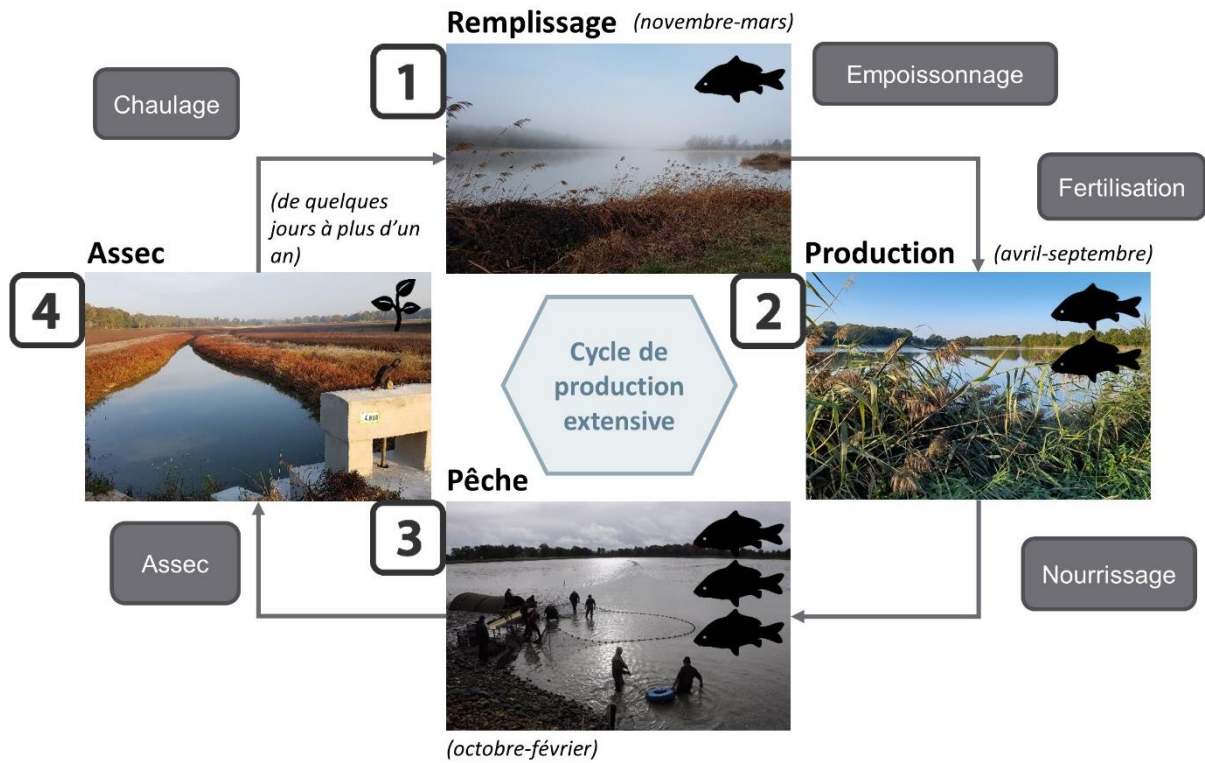 Remplissage (novembre-mars)
1
Empoissonnage
Chaulage
Fertilisation
(de quelques
jours à plus d’un
an)
Assec
4
Production (avril-septembre)
2
Cycle de
production
extensive
Pêche
3
Assec
Nourrissage
(octobre-février)